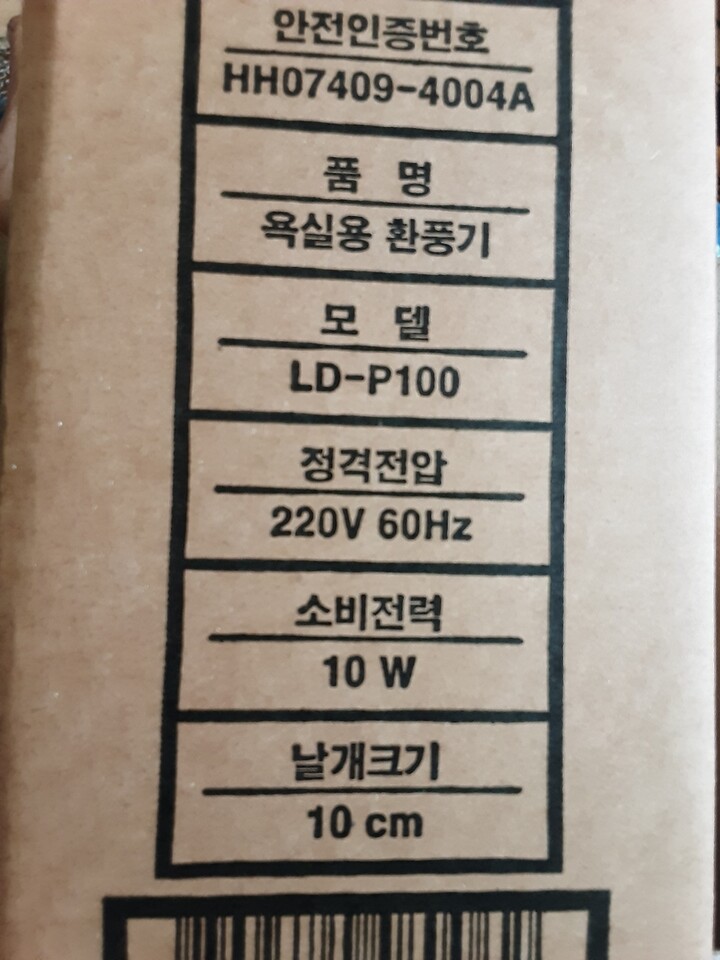 안전인증번호
HH07409-4004A
품 명
욕실용 환풍기
모 델
LD-P100
정격전압
220V 60Hz
소비전력
10 W
날개크기
10 cm